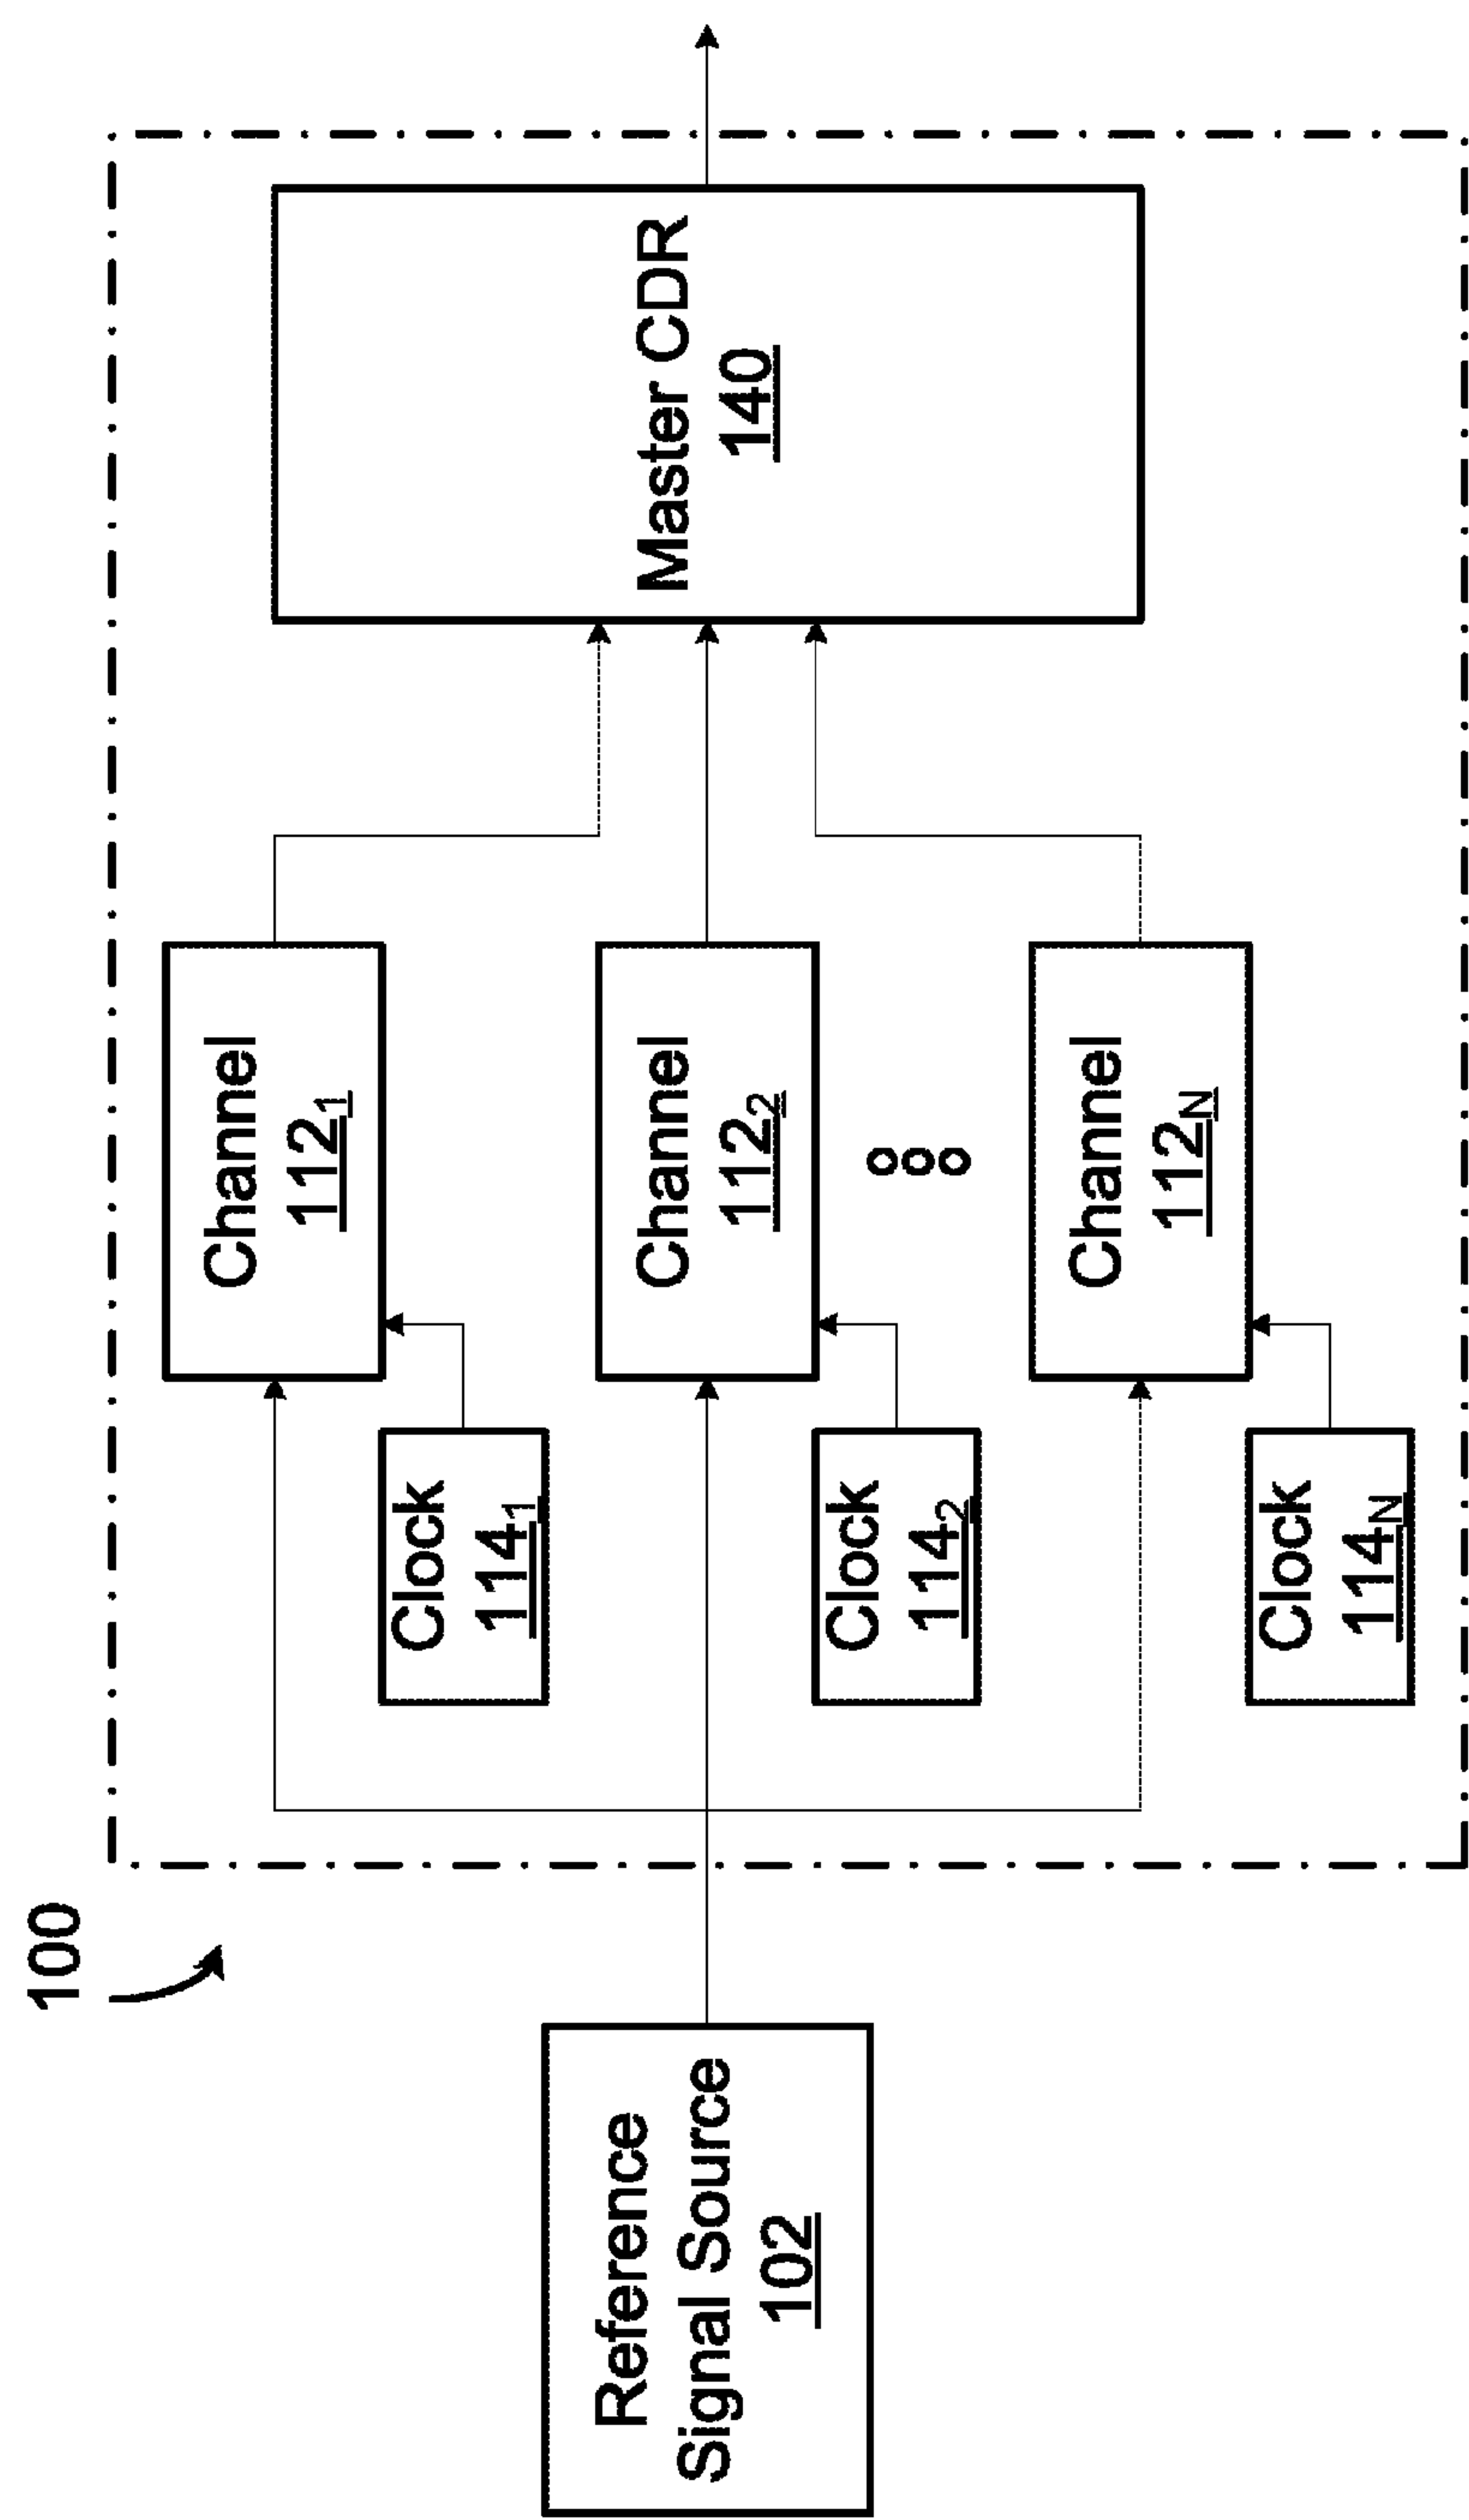 100
Reference
Signal Source
102
Channel
112₁
Clock
114₁
Channel
112₂
Clock
114₂
Channel
112N
Clock
114N
Master CDR
140